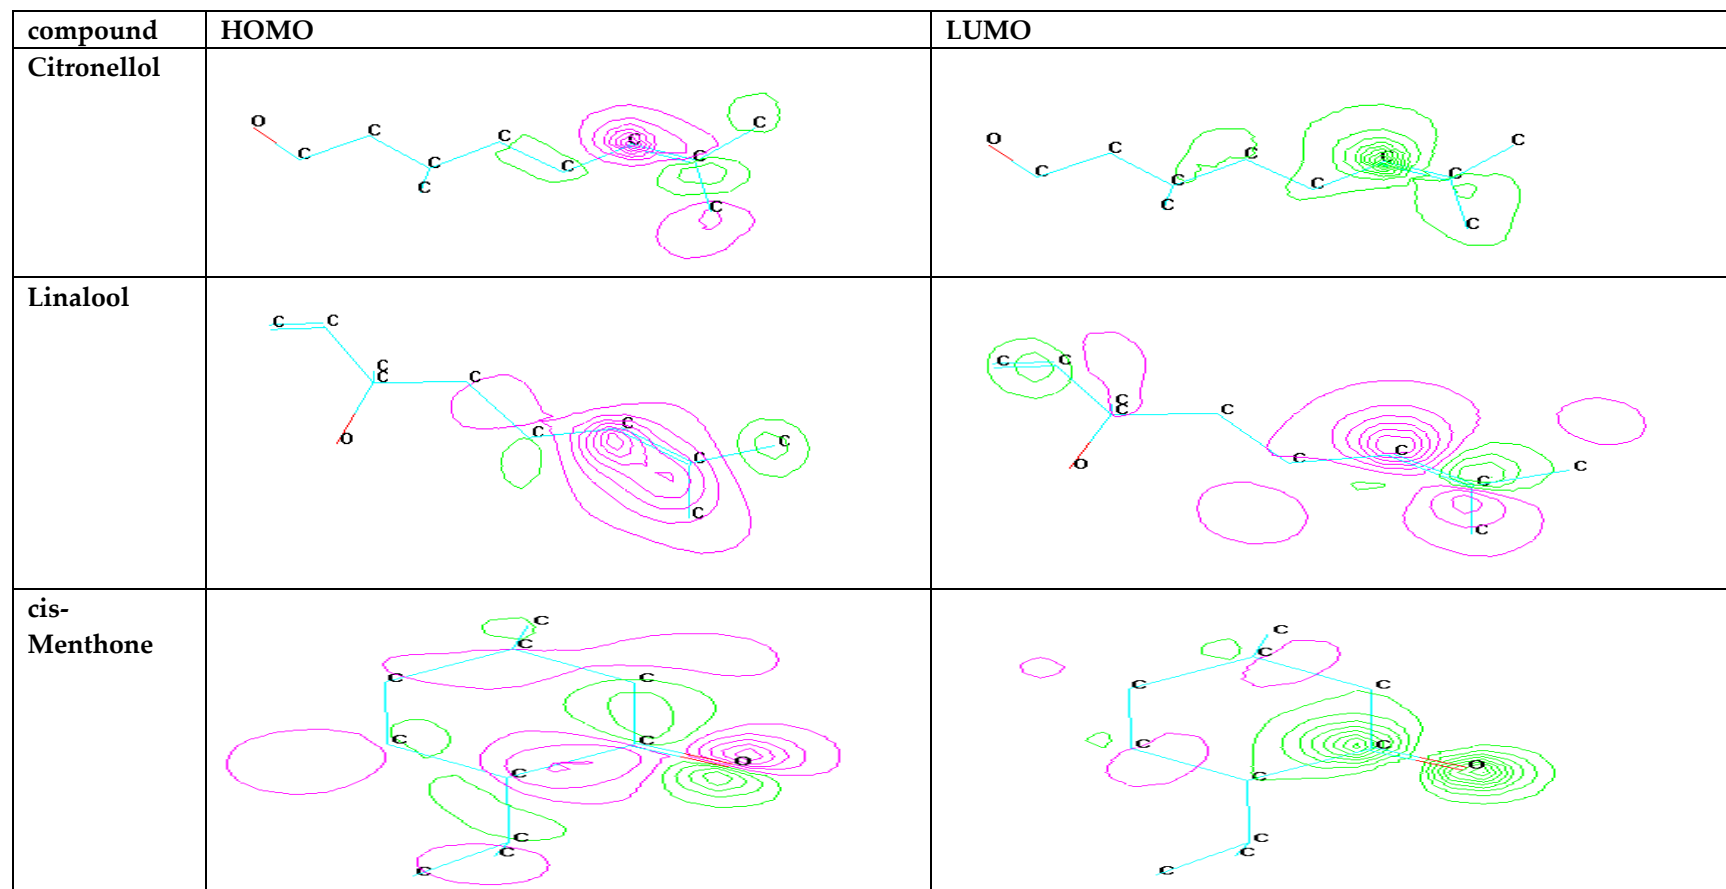 compound HOMO LUMO
Citronellol
O C C C C C C C C C C
O C C C C C C C C C C
Linalool
C C C C C C C C C C O
C C C C C C C C C C O
cis-
Menthone
C C C C C C C O C C C
C C C C C C C O C C C